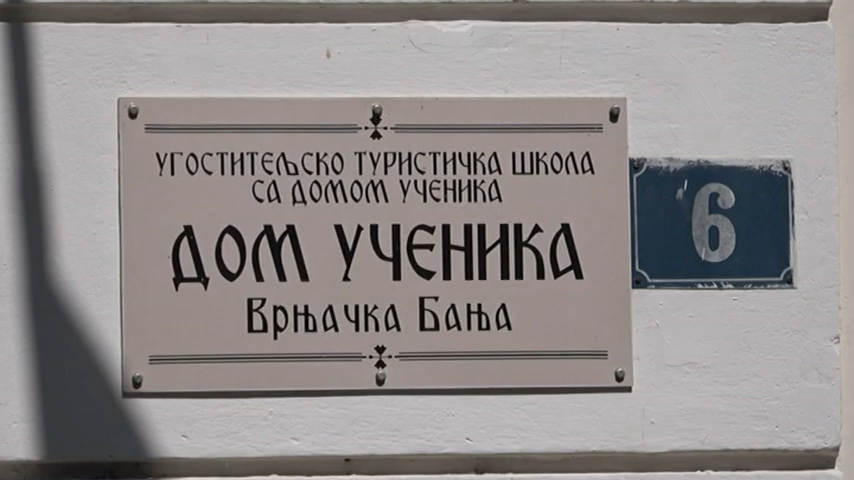 УГОСТИТЕЉСКО ТУРИСТИЧКА ШКОЛА
СА ДОМОМ УЧЕНИКА
ДОМ УЧЕНИКА
Врњачка Бања
6